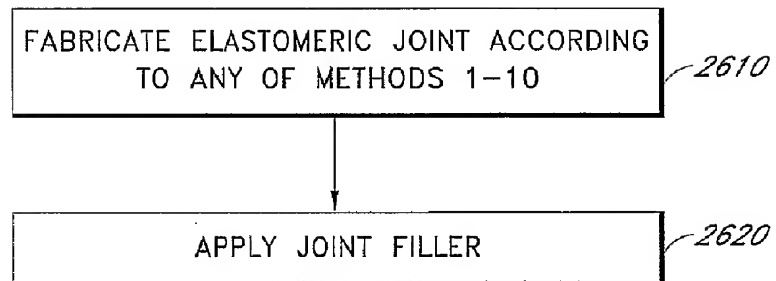 FABRICATE ELASTOMERIC JOINT ACCORDING
TO ANY OF METHODS 1-10
2610
APPLY JOINT FILLER
2620